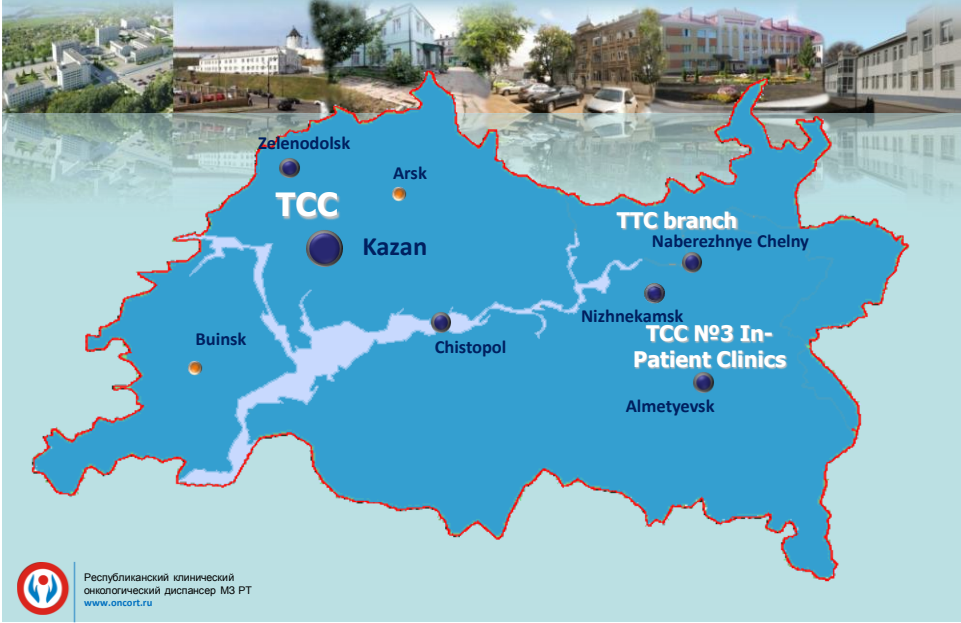 Zelenodolsk
Arsk
TCC
Kazan
TTC branch
Naberezhnye Chelny
Nizhnekamsk
TCC №3 In-
Patient Clinics
Chistopol
Buinsk
Almetyevsk
Республиканский клинический
онкологический диспансер МЗ РТ
www.oncort.ru